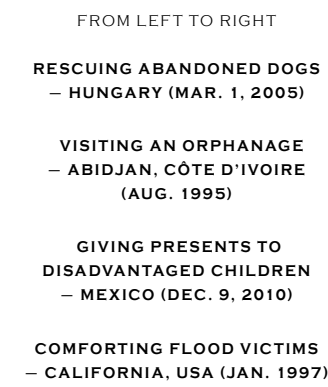 FROM LEFT TO RIGHT
RESCUING ABANDONED DOGS
— HUNGARY (MAR. 1, 2005)
VISITING AN ORPHANAGE
— ABIDJAN, CÔTE D'IVOIRE
(AUG. 1995)
GIVING PRESENTS TO
DISADVANTAGED CHILDREN
— MEXICO (DEC. 9, 2010)
COMFORTING FLOOD VICTIMS
— CALIFORNIA, USA (JAN. 1997)